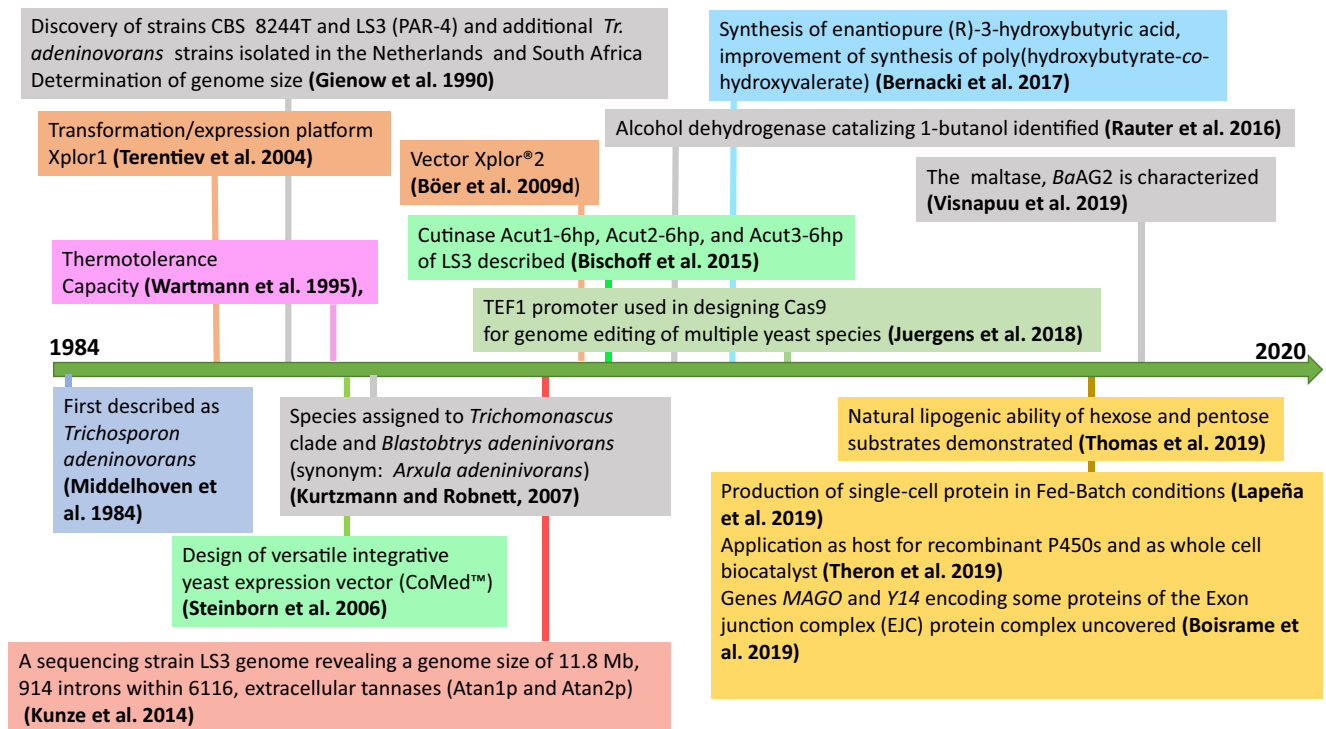 Discovery of strains CBS 8244T and LS3 (PAR-4) and additional Tr.
adeninovorans strains isolated in the Netherlands and South Africa
Determination of genome size (Gienow et al. 1990)
Synthesis of enantiopure (R)-3-hydroxybutyric acid,
improvement of synthesis of poly(hydroxybutyrate-co-
hydroxyvalerate) (Bernacki et al. 2017)
Transformation/expression platform
Xplor1 (Terentiev et al. 2004)
Vector Xplor®2
(Böer et al. 2009d)
Alcohol dehydrogenase catalizing 1-butanol identified (Rauter et al. 2016)
The maltase, BaAG2 is characterized
(Visnapuu et al. 2019)
Thermotolerance
Capacity (Wartmann et al. 1995),
Cutinase Acut1-6hp, Acut2-6hp, and Acut3-6hp
of LS3 described (Bischoff et al. 2015)
TEF1 promoter used in designing Cas9
for genome editing of multiple yeast species (Juergens et al. 2018)
1984
2020
First described as
Trichosporon
adeninovorans
(Middelhoven et
al. 1984)
Species assigned to Trichomonascus
clade and Blastobtrys adeninivorans
(synonym: Arxula adeninivorans)
(Kurtzmann and Robnett, 2007)
Natural lipogenic ability of hexose and pentose
substrates demonstrated (Thomas et al. 2019)
Design of versatile integrative
yeast expression vector (CoMed™)
(Steinborn et al. 2006)
Production of single-cell protein in Fed-Batch conditions (Lapeña
et al. 2019)
Application as host for recombinant P450s and as whole cell
biocatalyst (Theron et al. 2019)
Genes MAGO and Y14 encoding some proteins of the Exon
junction complex (EJC) protein complex uncovered (Boisrame et
al. 2019)
A sequencing strain LS3 genome revealing a genome size of 11.8 Mb,
914 introns within 6116, extracellular tannases (Atan1p and Atan2p)
(Kunze et al. 2014)